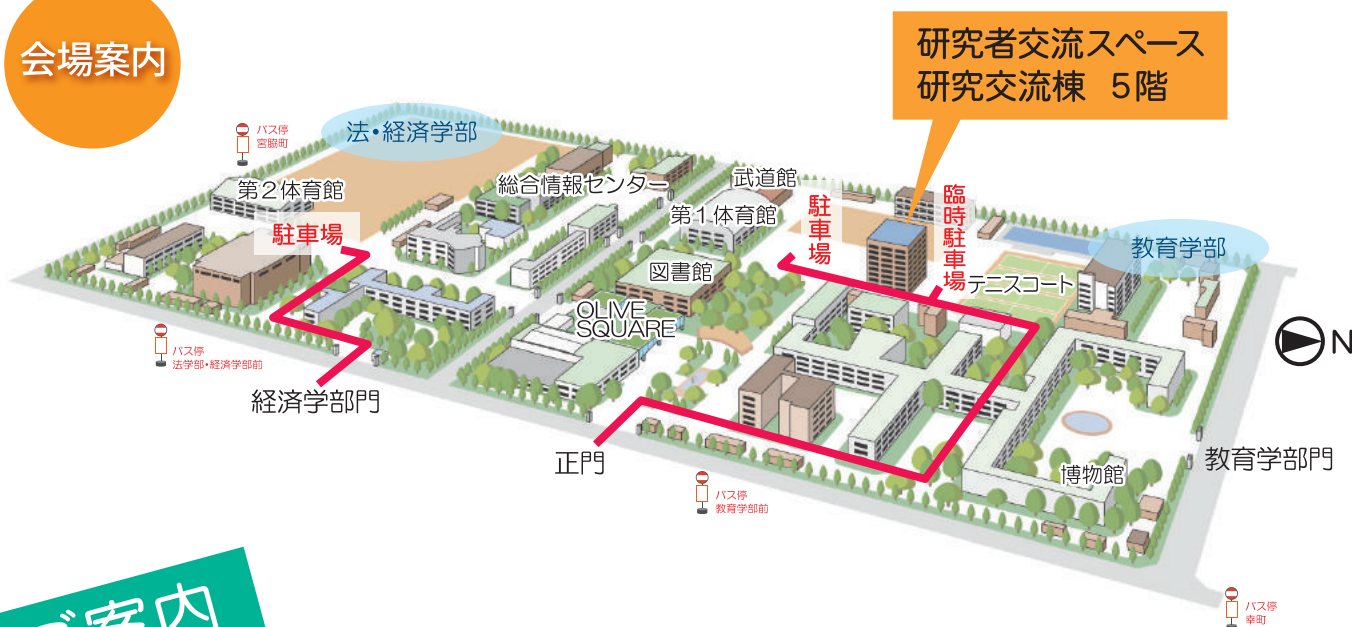 会場案内
研究者交流スペース
研究交流棟 5階
バス停
宮脇町
法・経済学部
第2体育館
総合情報センター
武道館
第1体育館
駐車場
駐車場
臨時駐車場
教育学部
図書館
テニスコート
OLIVE
SQUARE
N
バス停
法学部・経済学部前
経済学部門
正門
博物館
教育学部門
バス停
教育学部前
バス停
幸町
ご案内